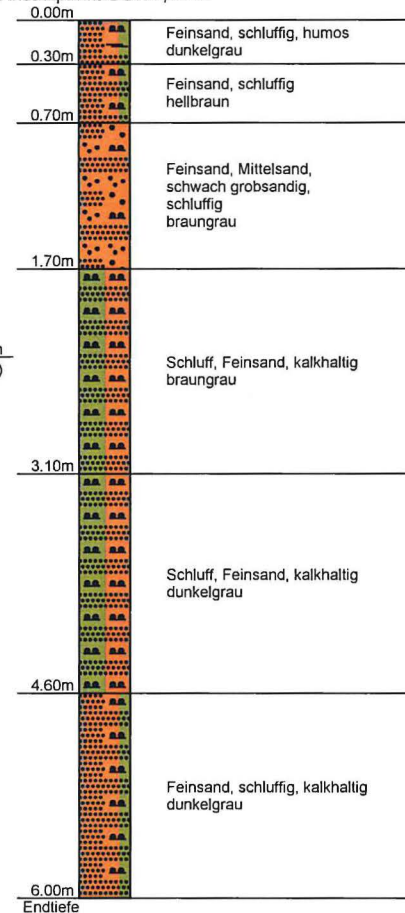 0.00m
Feinsand, schluffig, humos
dunkelgrau
0.30m
Feinsand, schluffig
hellbraun
0.70m
Feinsand, Mittelsand,
schwach grobsandig,
schluffig
braungrau
1.70m
Schluff, Feinsand, kalkhaltig
braungrau
3.10m
Schluff, Feinsand, kalkhaltig
dunkelgrau
4.60m
Feinsand, schluffig, kalkhaltig
dunkelgrau
6.00m
Endtiefe